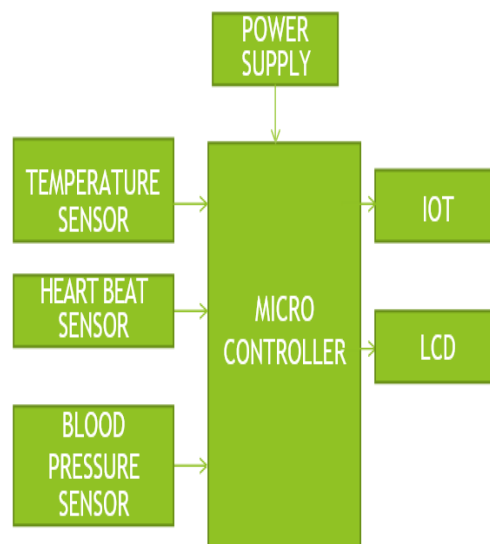 POWER
SUPPLY
TEMPERATURE
SENSOR
HEART BEAT
SENSOR
BLOOD
PRESSURE
SENSOR
MICRO
CONTROLLER
IOT
LCD